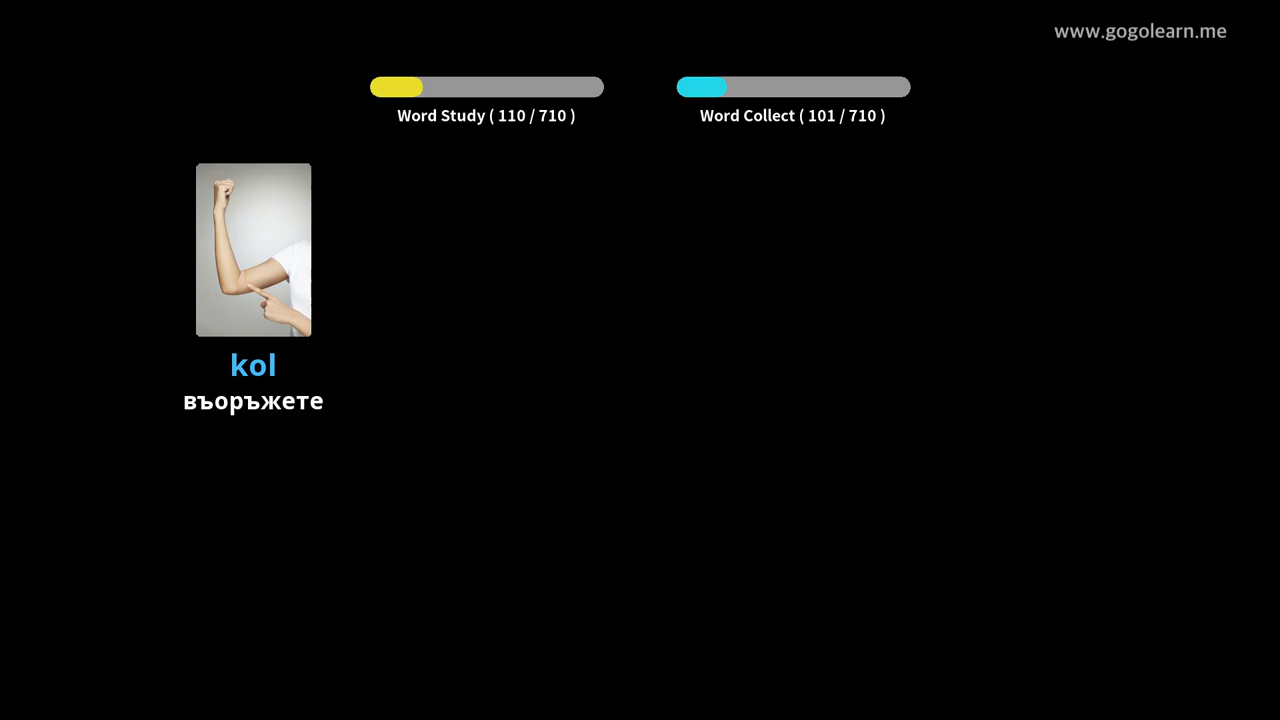 www.gogolearn.me
Word Study ( 110 / 710 )
Word Collect ( 101 / 710 )
kol
въоръжете